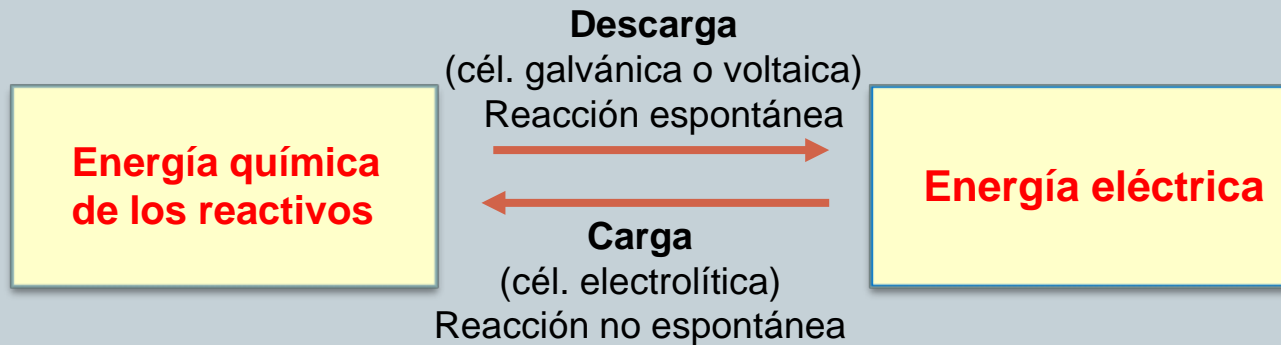 Descarga
(cél. galvánica o voltaica)
Reacción espontánea
Energía química
de los reactivos
Energía eléctrica
Carga
(cél. electrolítica)
Reacción no espontánea